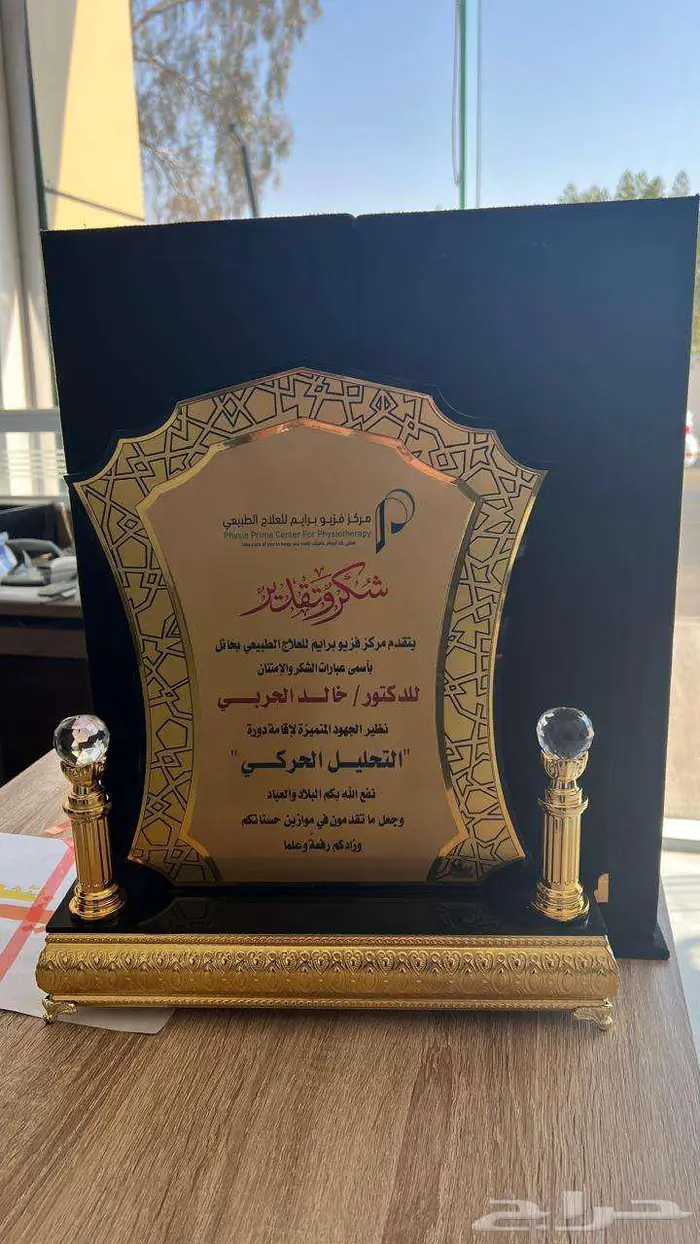 مركز فزيو برايم للعلاج الطبيعي
Physio Prime Center For Physiotherapy
شكر وتقدير
يتقدم مركز فزيو برايم للعلاج الطبيعي بحائل
بأسمى عبارات الشكر والإمتنان
للدكتور/ خالد الحربي
نظير الجهود المتميزة لإقامة دورة
"التحليل الحركي"
نفع الله بكم البلاد والعباد
وجعل ما تقدمون في موازين حسناتكم
وزادكم رفعة وعلما
حراج